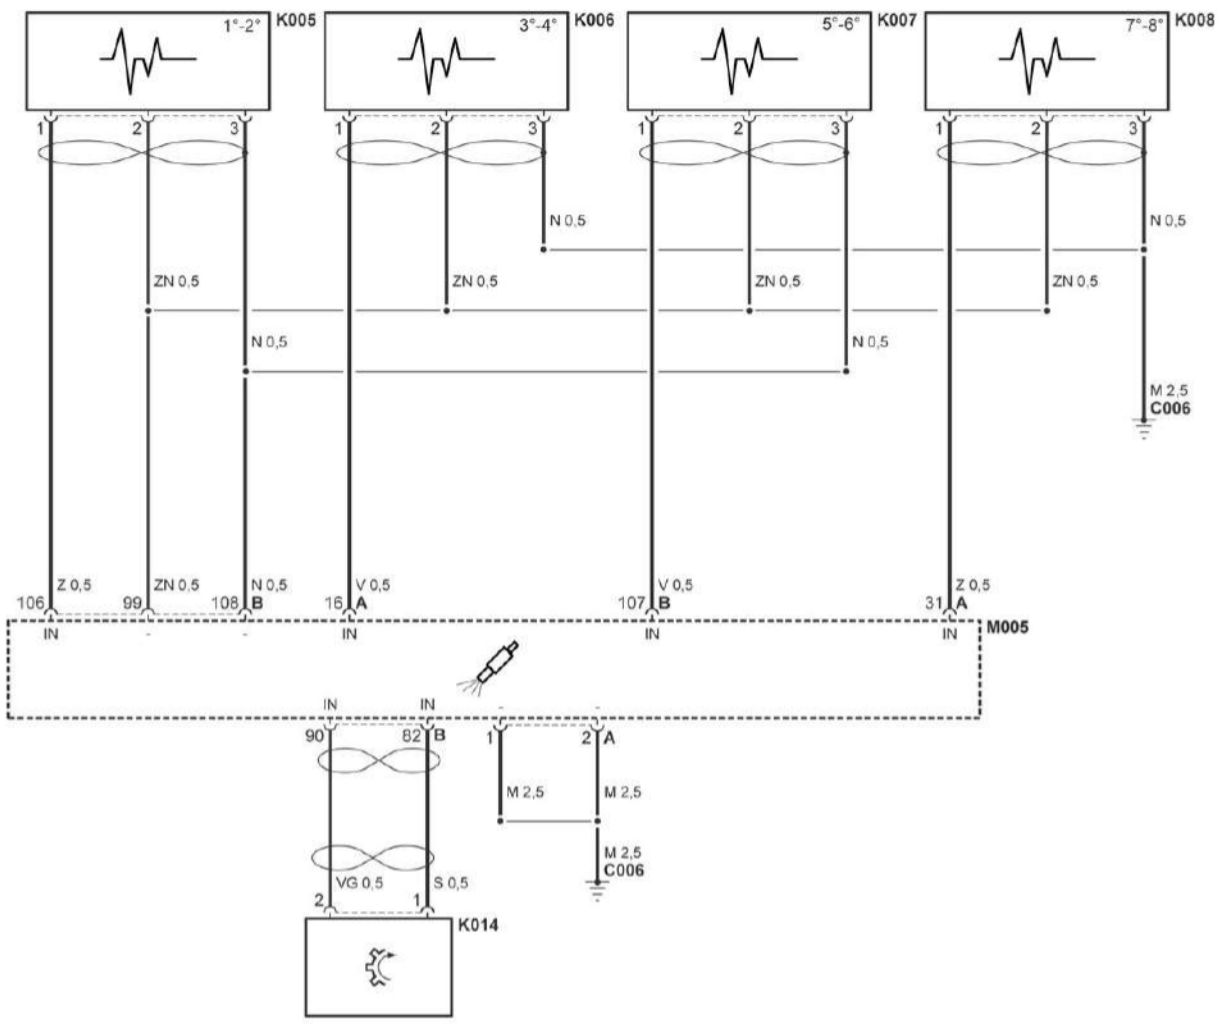 1°-2° K005 3°-4° K006 5°-6° K007 7°-8° K008
1 2 3 1 2 3 1 2 3 1 2 3
N 0,5 N 0,5
ZN 0,5 ZN 0,5 ZN 0,5 ZN 0,5
N 0,5 N 0,5
M 2,5
C006
Z 0,5 ZN 0,5 N 0,5 V 0,5 V 0,5 Z 0,5
106 99 108 B 16 A 107 B 31 A
IN - - IN IN IN M005
IN IN - -
90 82 B 1 2 A
M 2,5 M 2,5
M 2,5
C006
VG 0,5 S 0,5
2 1
K014